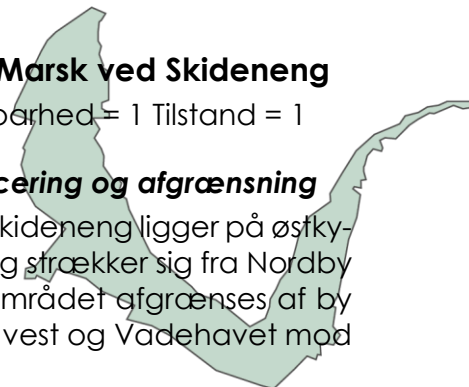 Marsk ved Skideneng
barhed = 1 Tilstand = 1
cering og afgrænsning
kideneng ligger på østky-
g strækker sig fra Nordby
området afgrænses af by
vest og Vadehavet mod